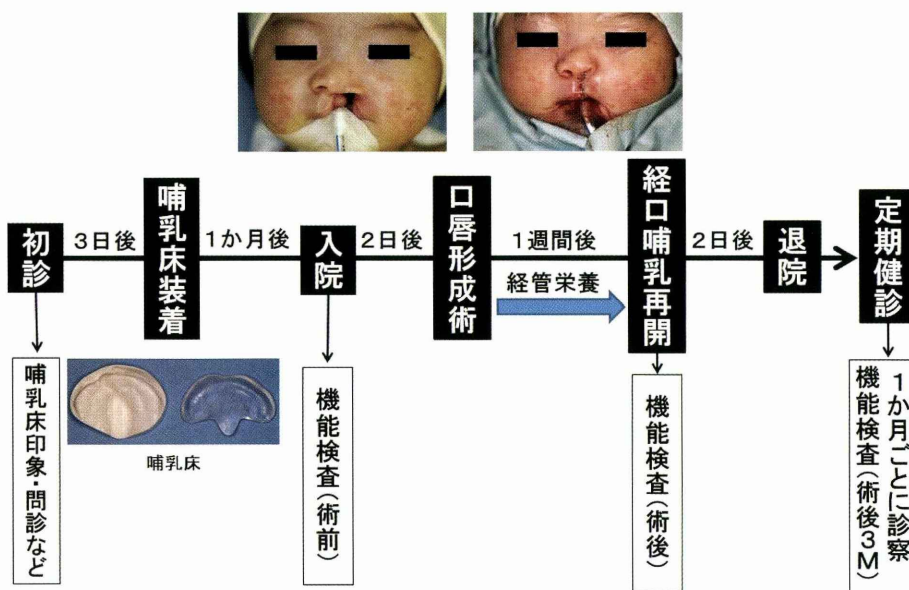 初診
3日後
哺乳床装着
1か月後
入院
2日後
口唇形成術
1週間後
経管栄養
経口哺乳再開
2日後
退院
定期健診
哺乳床印象・問診など
哺乳床
機能検査(術前)
機能検査(術後)
1か月ごとに診察
機能検査(術後3M)